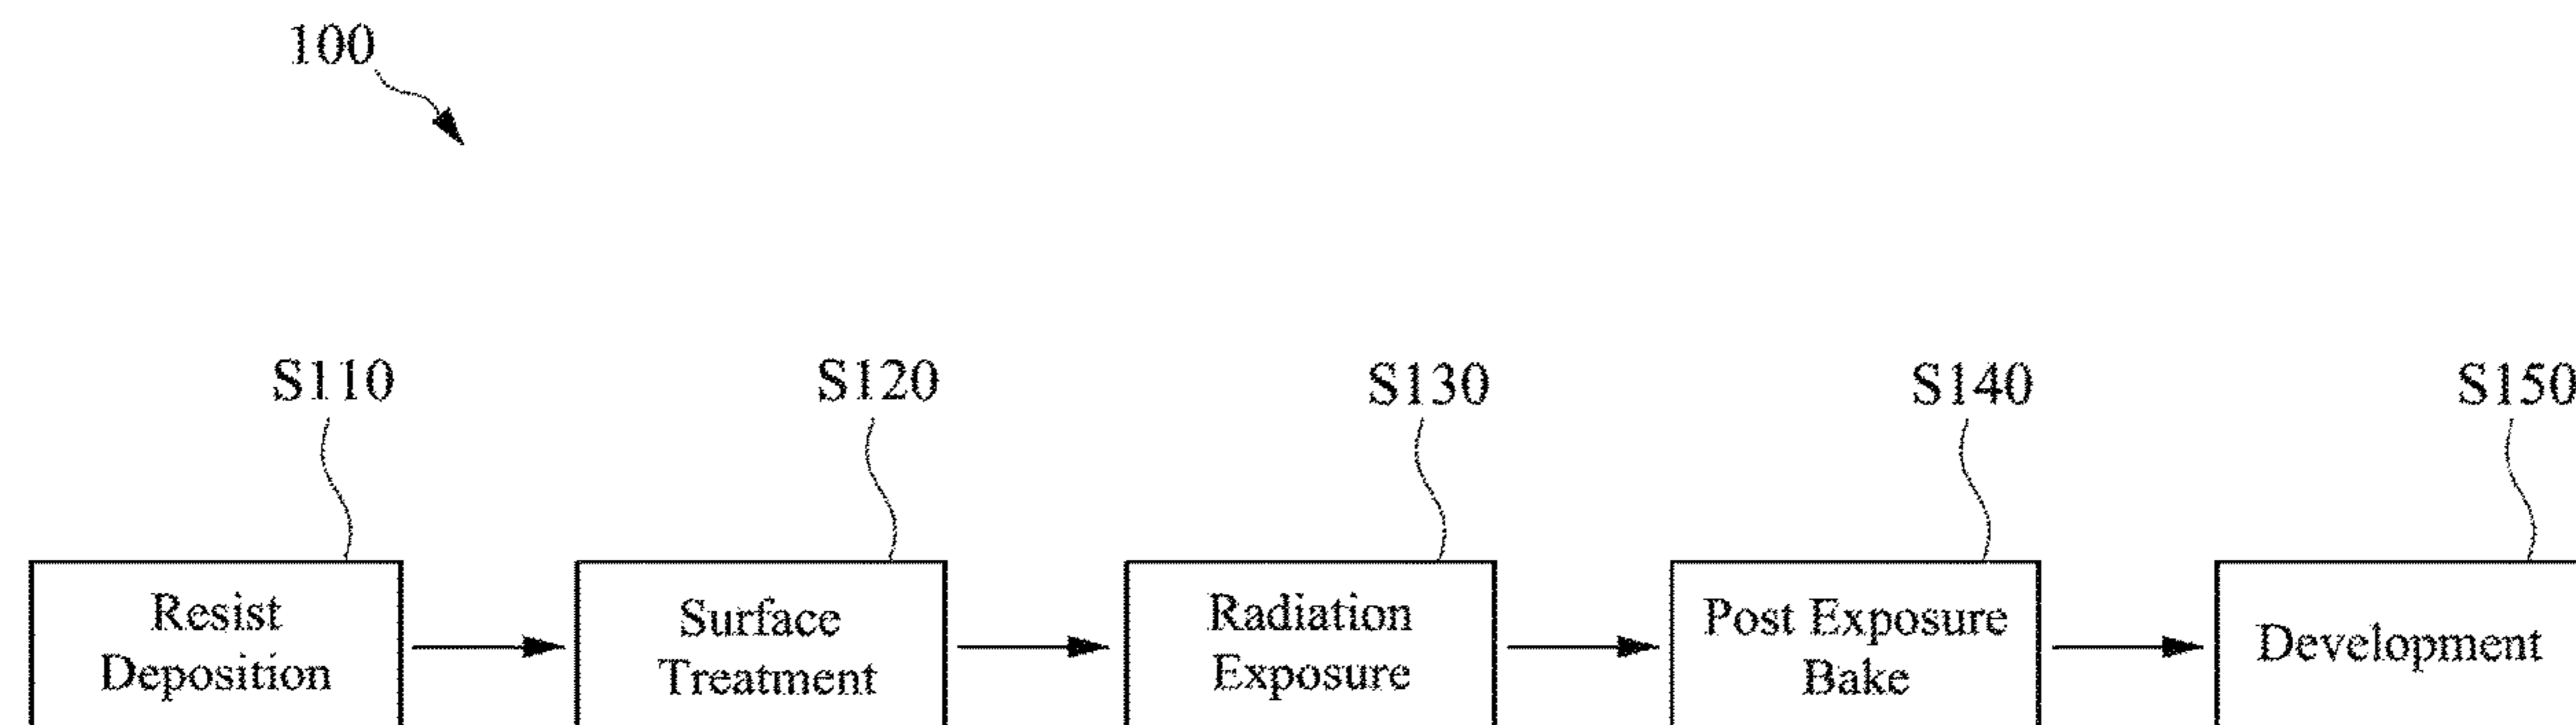 100
S110
S120
S130
S140
S150
Resist
Deposition
Surface
Treatment
Radiation
Exposure
Post Exposure
Bake
Development